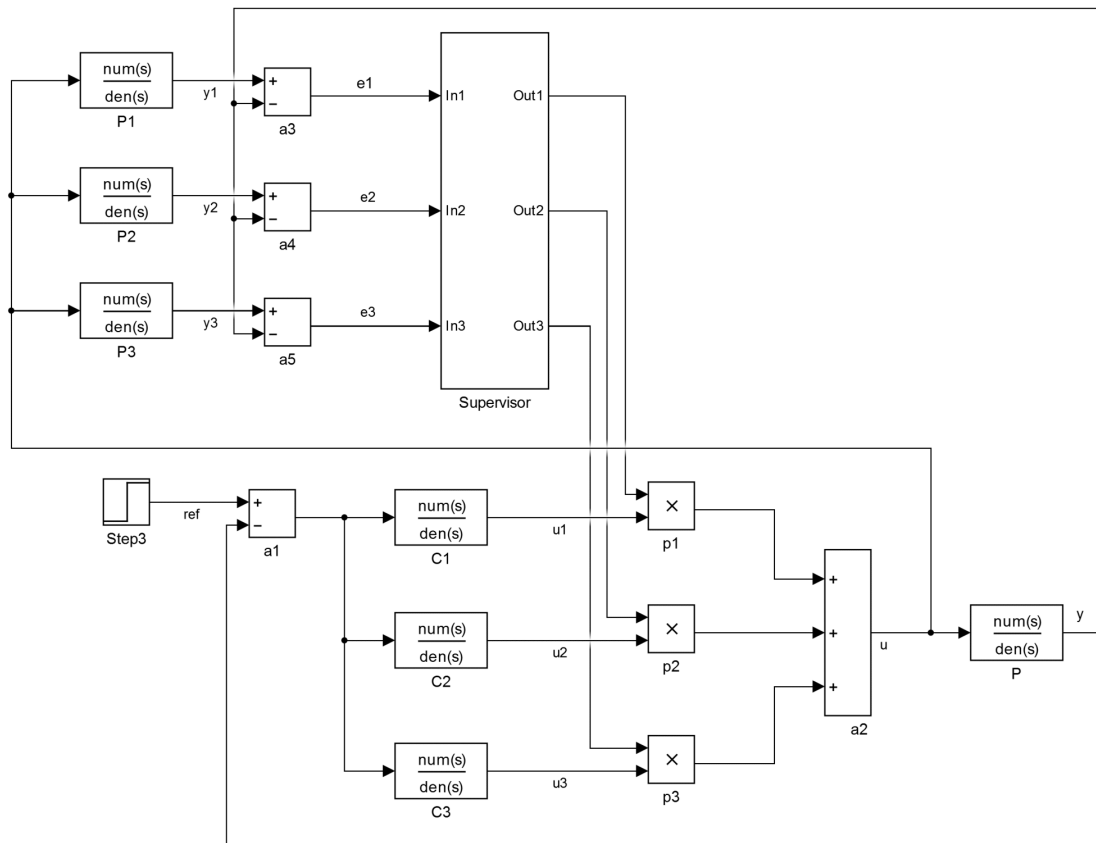 num(s)
den(s)
P1
y1
+
−
a3
e1
In1
Out1
num(s)
den(s)
P2
y2
+
−
a4
e2
In2
Out2
num(s)
den(s)
P3
y3
+
−
a5
e3
In3
Out3
Supervisor
Step3
ref
+
−
a1
num(s)
den(s)
C1
u1
×
p1
num(s)
den(s)
C2
u2
×
p2
num(s)
den(s)
C3
u3
×
p3
+
+
+
a2
u
num(s)
den(s)
P
y